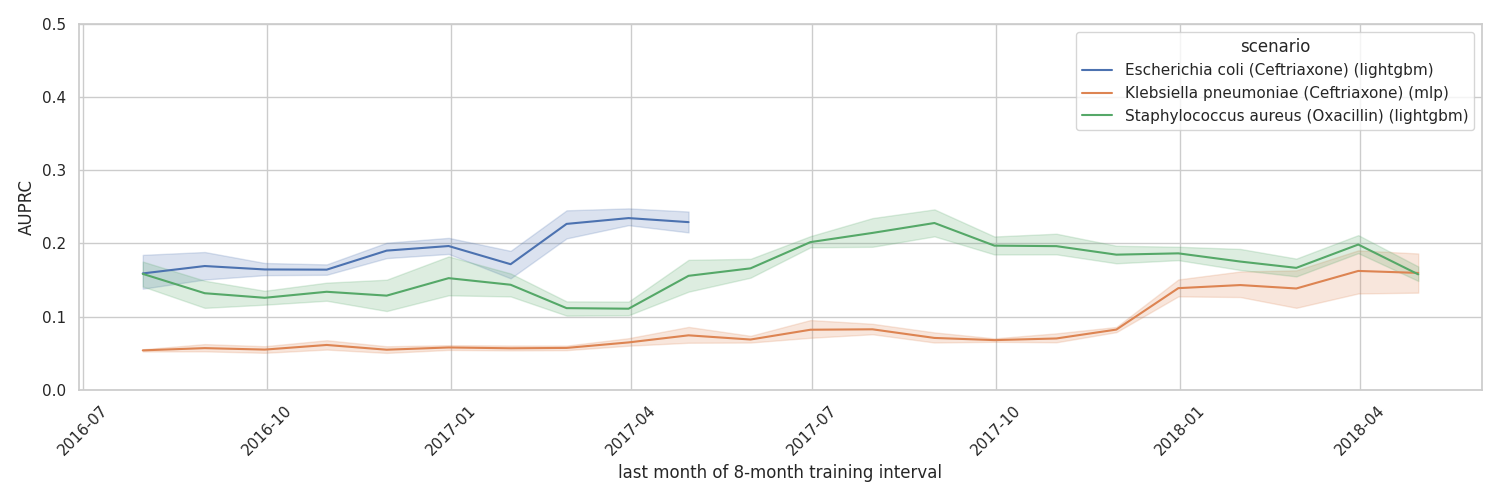 0.5
0.4
0.3
0.2
0.1
0.0
AUPRC
scenario
Escherichia coli (Ceftriaxone) (lightgbm)
Klebsiella pneumoniae (Ceftriaxone) (mlp)
Staphylococcus aureus (Oxacillin) (lightgbm)
2016-07
2016-10
2017-01
2017-04
2017-07
2017-10
2018-01
2018-04
last month of 8-month training interval